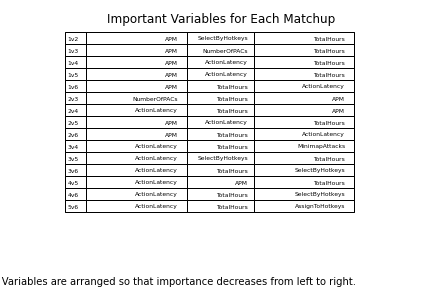 Important Variables for Each Matchup
1v2 APM SelectByHotkeys TotalHours
1v3 APM NumberOfPACs TotalHours
1v4 APM ActionLatency TotalHours
1v5 APM ActionLatency TotalHours
1v6 APM TotalHours ActionLatency
2v3 NumberOfPACs TotalHours APM
2v4 ActionLatency TotalHours APM
2v5 APM ActionLatency TotalHours
2v6 APM TotalHours ActionLatency
3v4 ActionLatency TotalHours MinimapAttacks
3v5 ActionLatency SelectByHotkeys TotalHours
3v6 ActionLatency TotalHours SelectByHotkeys
4v5 ActionLatency APM TotalHours
4v6 ActionLatency TotalHours SelectByHotkeys
5v6 ActionLatency TotalHours AssignToHotkeys
Variables are arranged so that importance decreases from left to right.